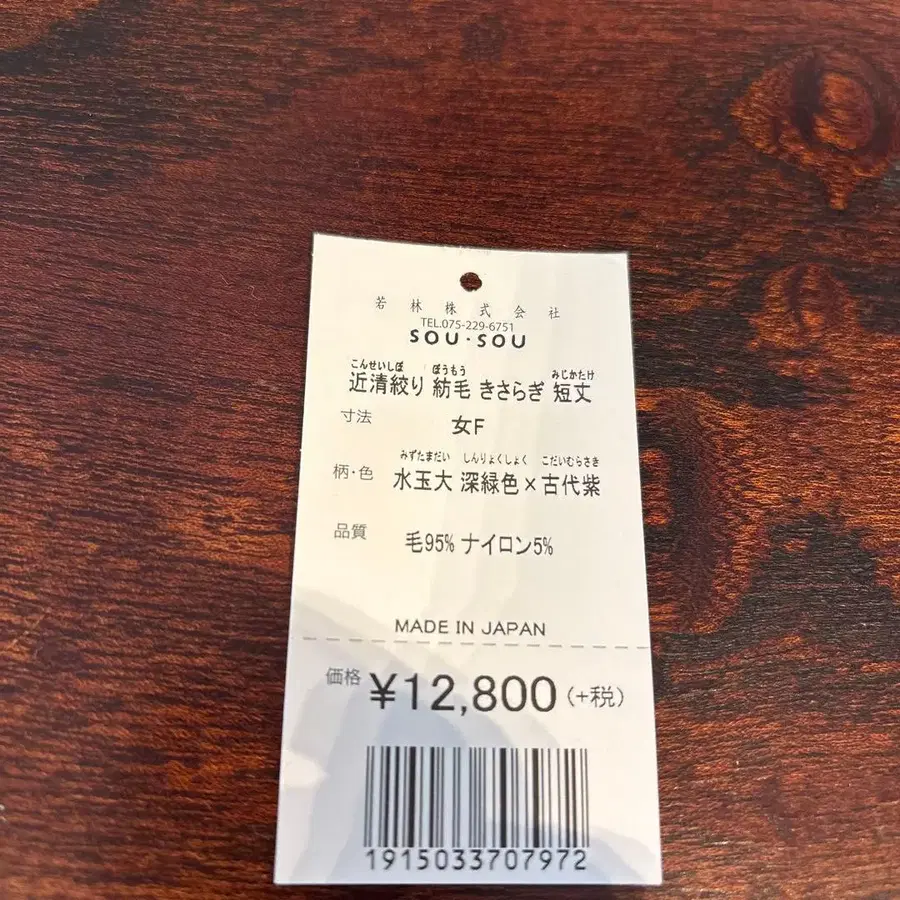 若林株式会社
TEL.075-229-6751
SOU・SOU
こんせいしぼ ぼうもう みじかたけ
近清絞り 紡毛 きさらぎ 短丈
寸法 女F
みずたまだい しんりょくしょく こだいむらさき
柄・色 水玉大 深緑色×古代紫
品質 毛95% ナイロン5%
MADE IN JAPAN
価格 ¥12,800(+税)
1915033707972